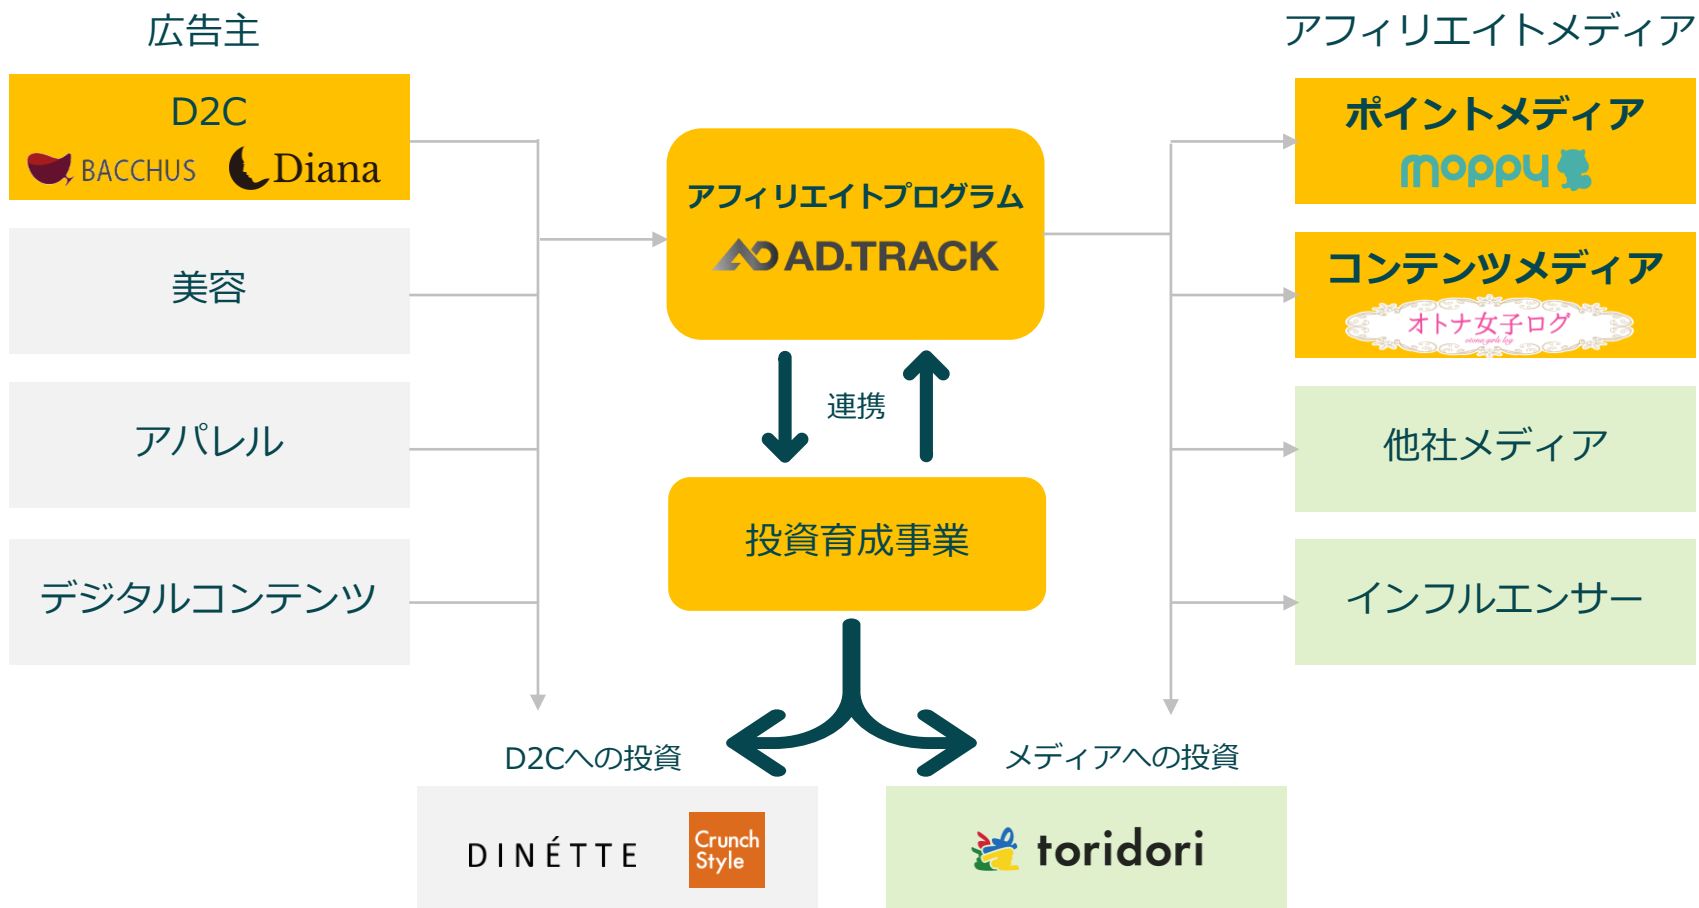 広告主
D2C
BACCHUS
Diana
美容
アパレル
デジタルコンテンツ
アフィリエイトプログラム
AD.TRACK
連携
投資育成事業
アフィリエイトメディア
ポイントメディア
moppy
コンテンツメディア
オトナ女子ログ
otona girls log
他社メディア
インフルエンサー
D2Cへの投資
DINÉTTE
Crunch
Style
メディアへの投資
toridori